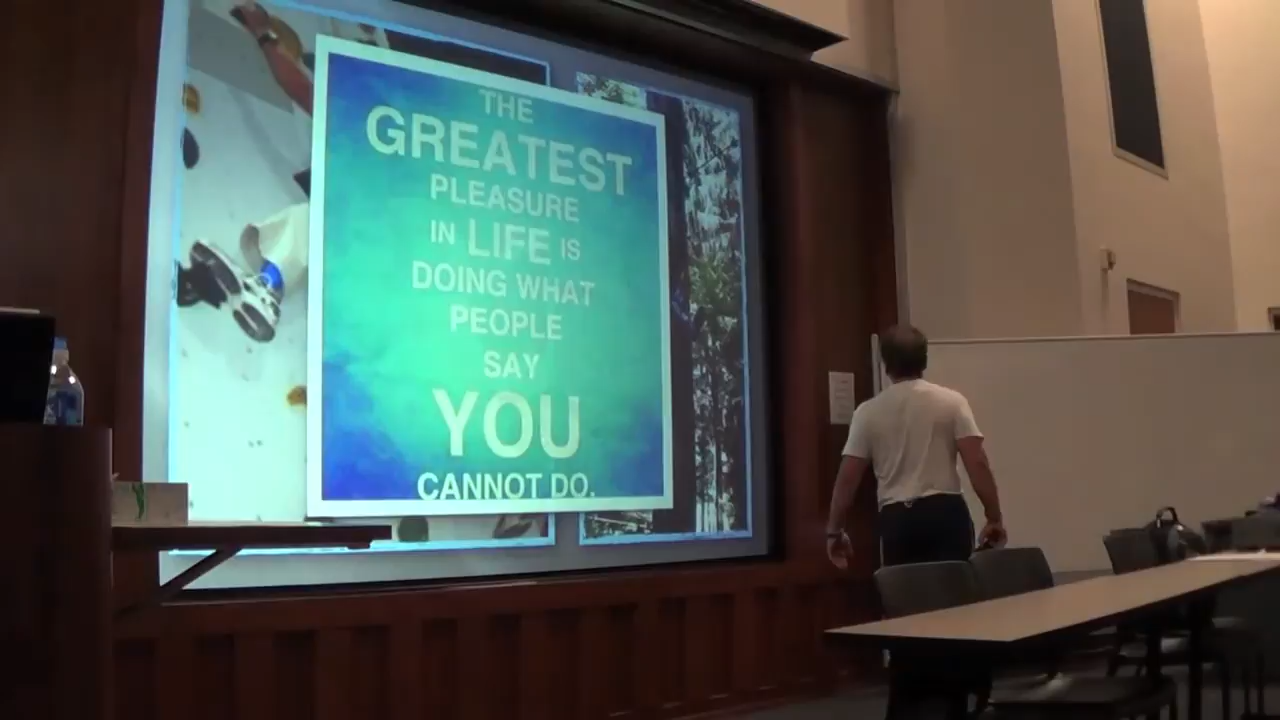 THE
GREATEST
PLEASURE
IN LIFE IS
DOING WHAT
PEOPLE
SAY
YOU
CANNOT DO.